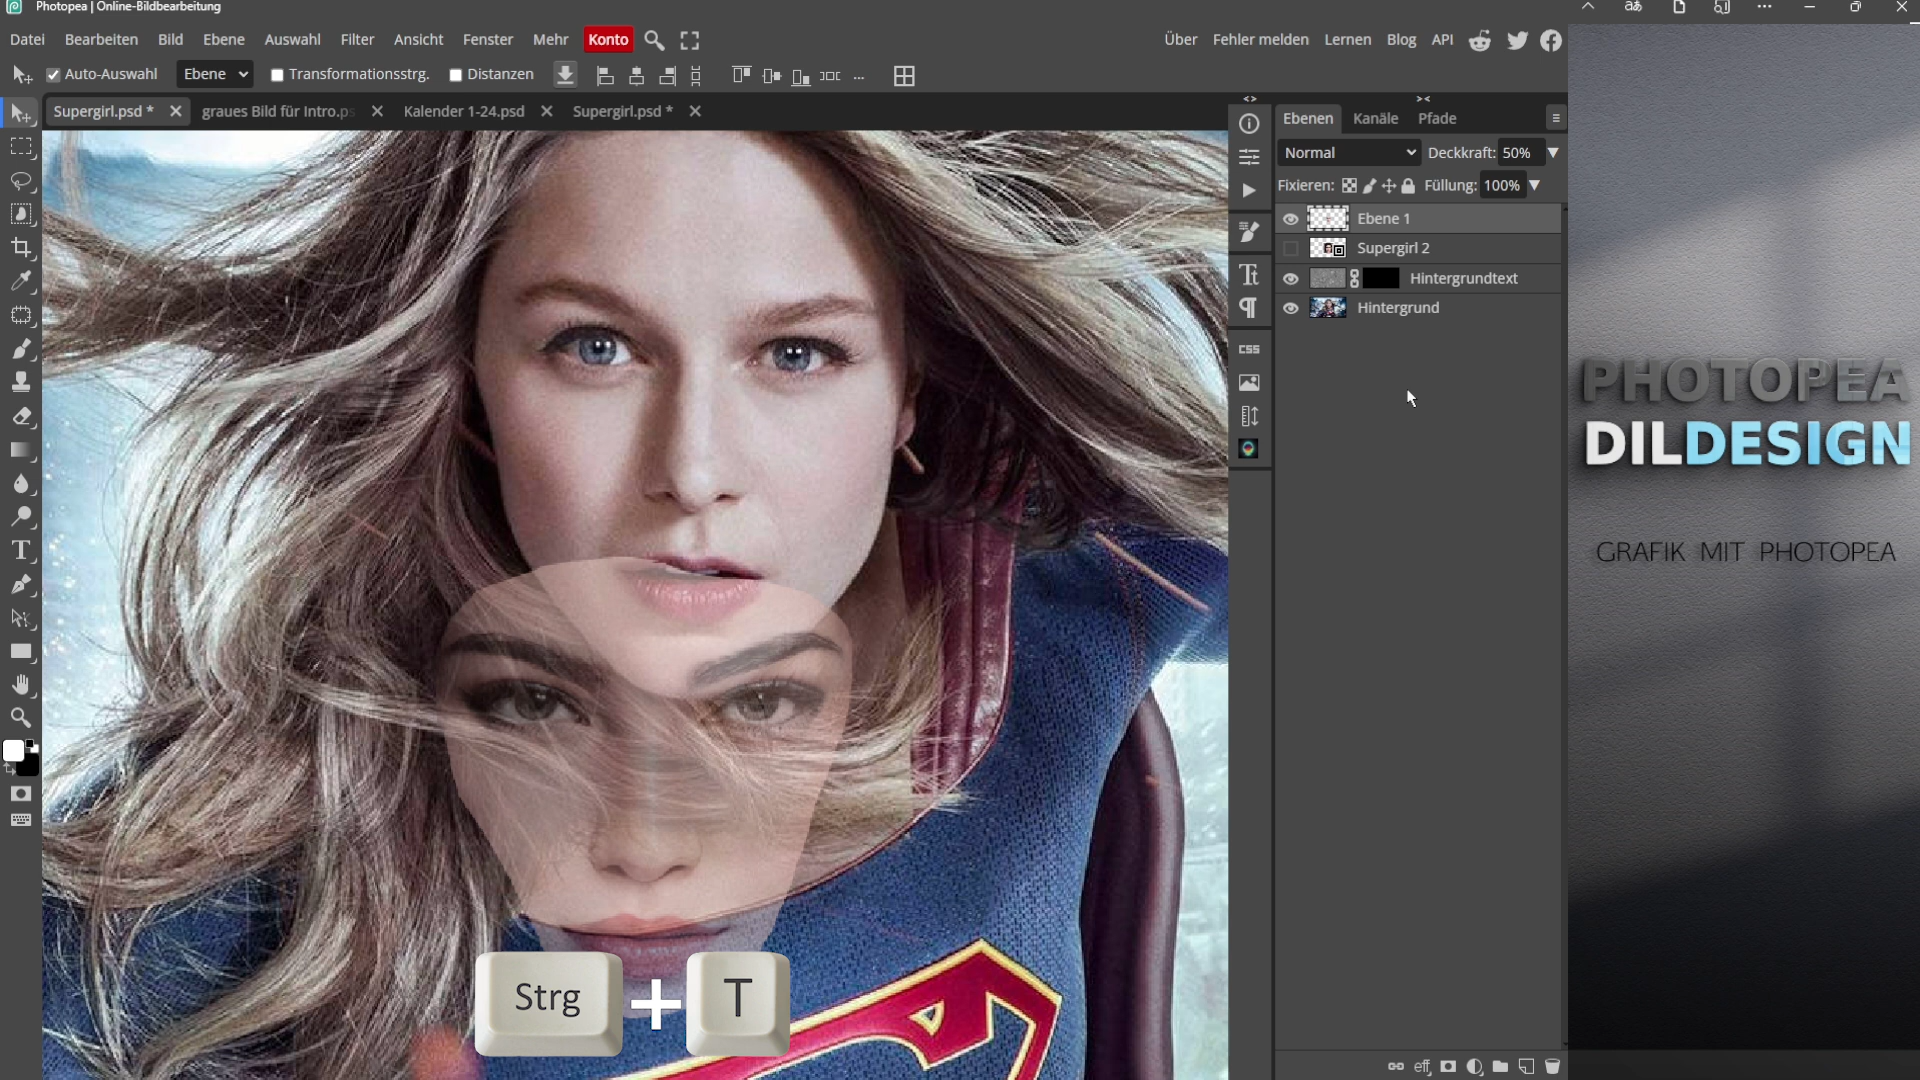 Photopea | Online-Bildbearbeitung
Datei Bearbeiten Bild Ebene Auswahl Filter Ansicht Fenster Mehr Konto
Über Fehler melden Lernen Blog API
Auto-Auswahl Ebene Transformationsstrg. Distanzen ...
Supergirl.psd * graues Bild für Intro.ps Kalender 1-24.psd Supergirl.psd *
Ebenen Kanäle Pfade
Normal Deckkraft: 50%
Fixieren: Füllung: 100%
Ebene 1
Supergirl 2
Hintergrundtext
Hintergrund
CSS
eff
PHOTOPEA
DILDESIGN
GRAFIK MIT PHOTOPEA
Strg + T